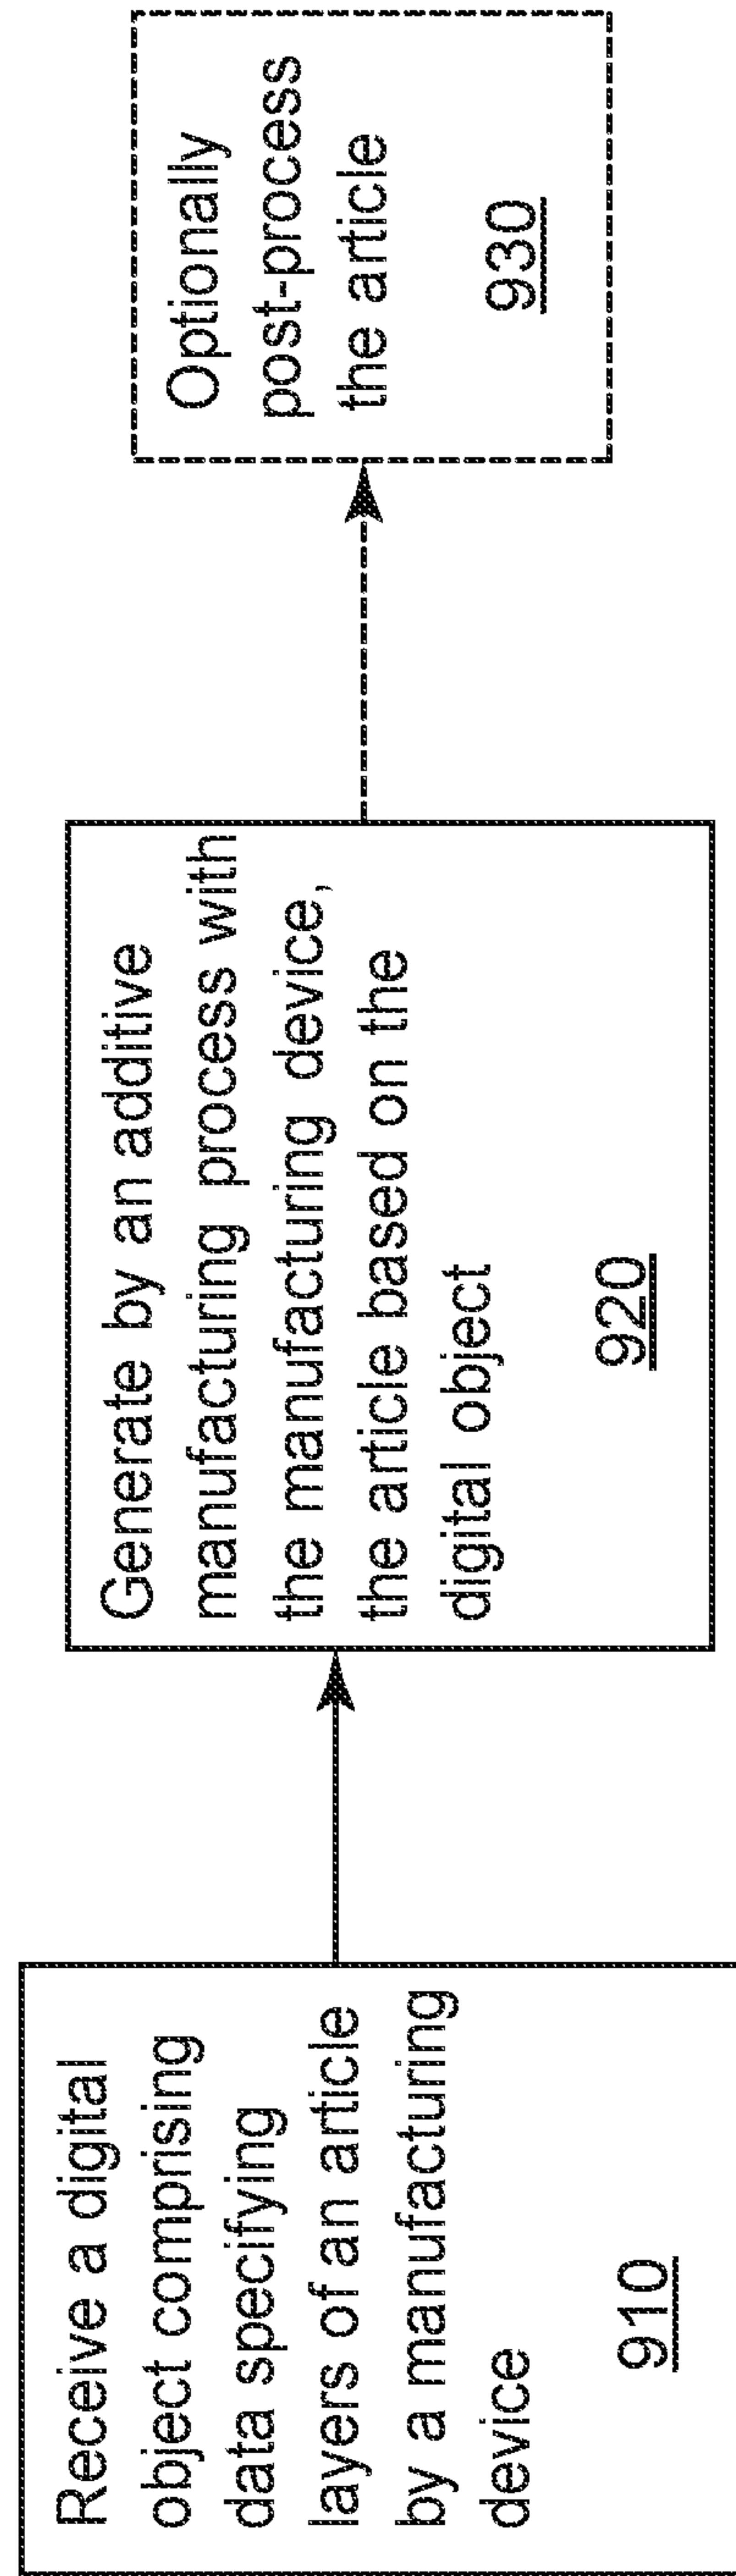 Receive a digital
object comprising
data specifying
layers of an article
by a manufacturing
device
910
Generate by an additive
manufacturing process with
the manufacturing device,
the article based on the
digital object
920
Optionally
post-process
the article
930